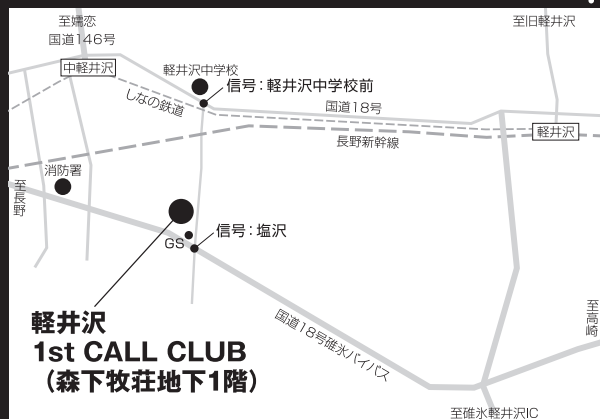 至嬬恋
国道146号
至旧軽井沢
中軽井沢
軽井沢中学校
信号：軽井沢中学校前
しなの鉄道
国道18号
軽井沢
長野新幹線
消防署
至長野
信号：塩沢
GS
国道18号碓氷バイパス
至高崎
軽井沢
1st CALL CLUB
（森下牧荘地下1階）
至碓氷軽井沢IC